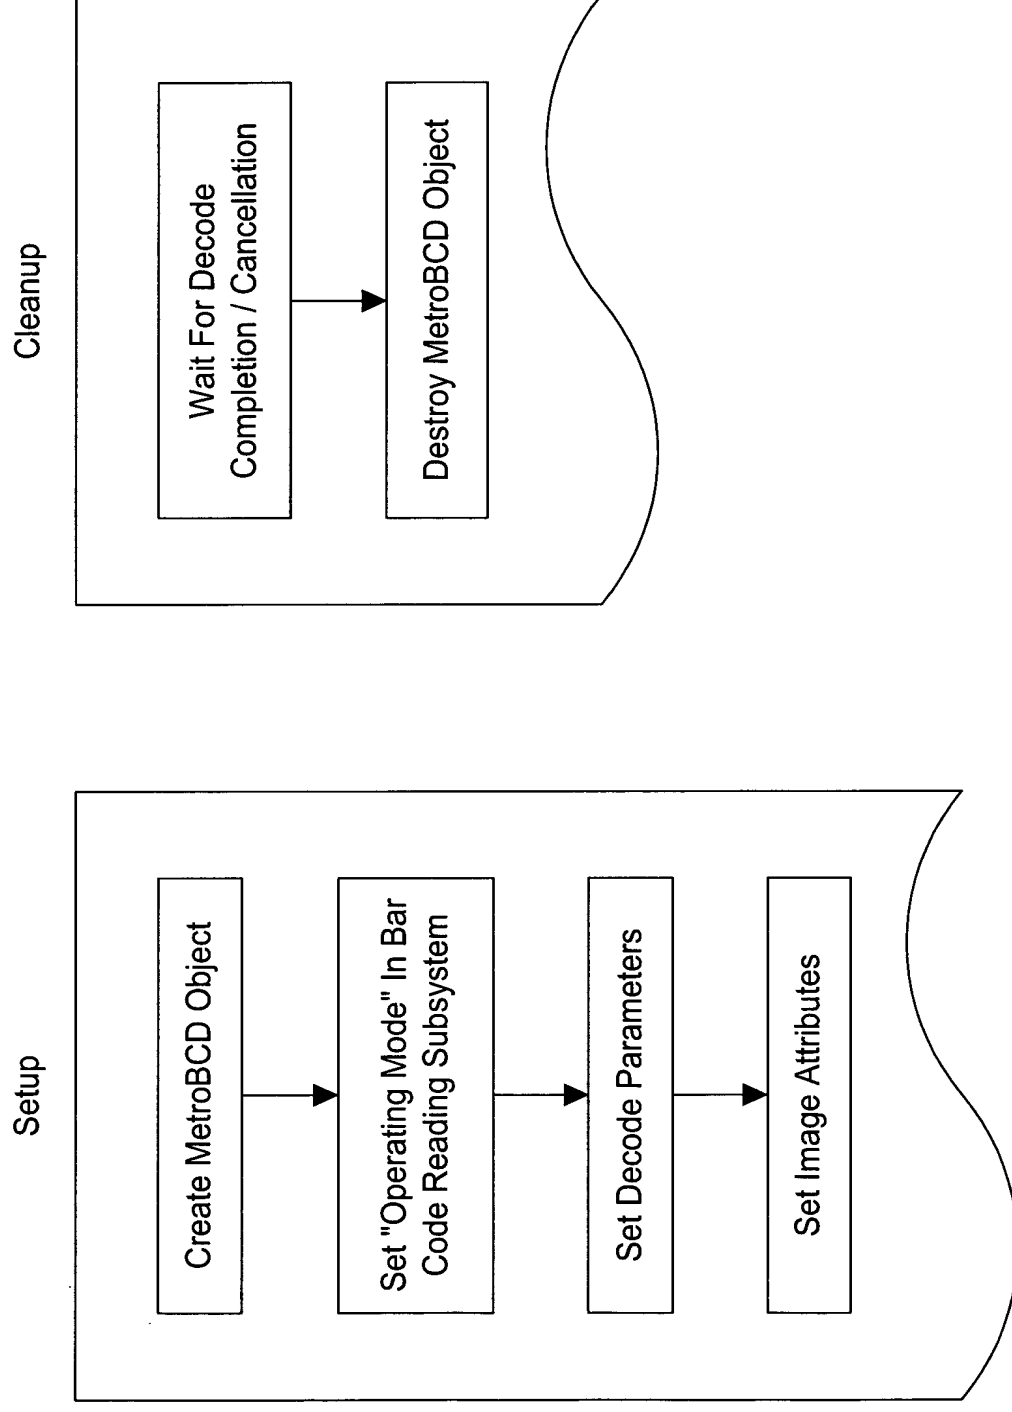 Setup
Create MetroBCD Object
Set "Operating Mode" In Bar
Code Reading Subsystem
Set Decode Parameters
Set Image Attributes
Cleanup
Wait For Decode
Completion / Cancellation
Destroy MetroBCD Object